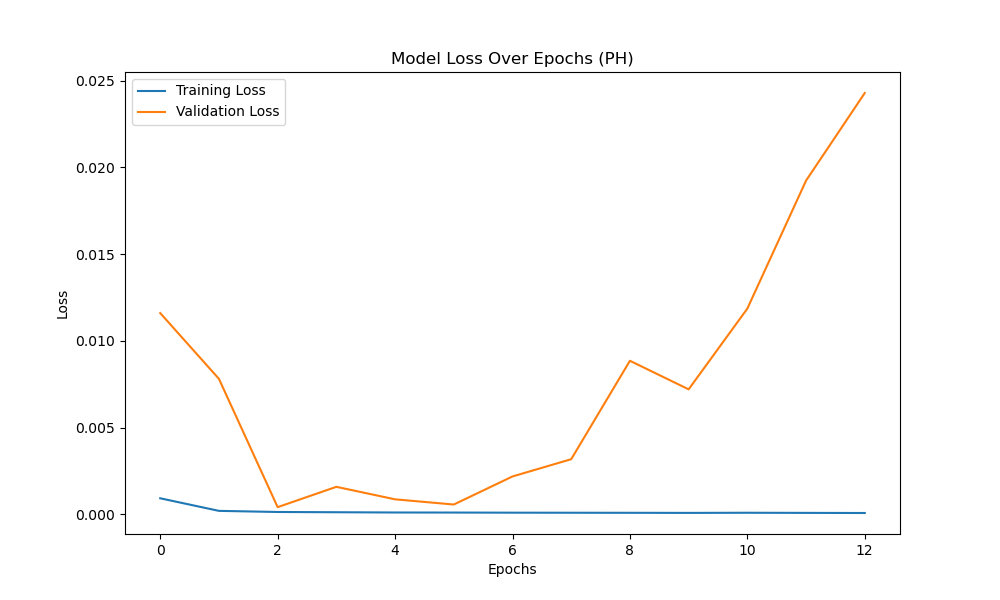 Model Loss Over Epochs (PH)
Training Loss
Validation Loss
0.025
0.020
0.015
0.010
0.005
0.000
Loss
0 2 4 6 8 10 12
Epochs